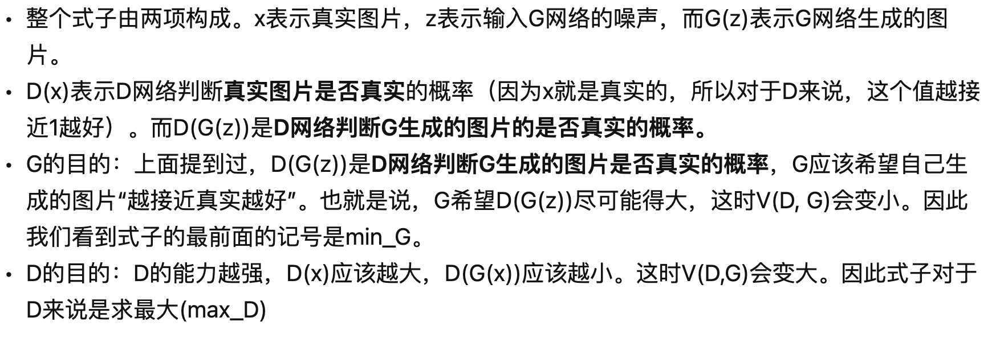 • 整个式子由两项构成。x表示真实图片，z表示输入G网络的噪声，而G(z)表示G网络生成的图
片。
• D(x)表示D网络判断真实图片是否真实的概率（因为x就是真实的，所以对于D来说，这个值越接
近1越好）。而D(G(z))是D网络判断G生成的图片的是否真实的概率。
• G的目的：上面提到过，D(G(z))是D网络判断G生成的图片是否真实的概率，G应该希望自己生
成的图片“越接近真实越好”。也就是说，G希望D(G(z))尽可能得大，这时V(D, G)会变小。因此
我们看到式子的最前面的记号是min_G。
• D的目的：D的能力越强，D(x)应该越大，D(G(x))应该越小。这时V(D,G)会变大。因此式子对于
D来说是求最大(max_D)